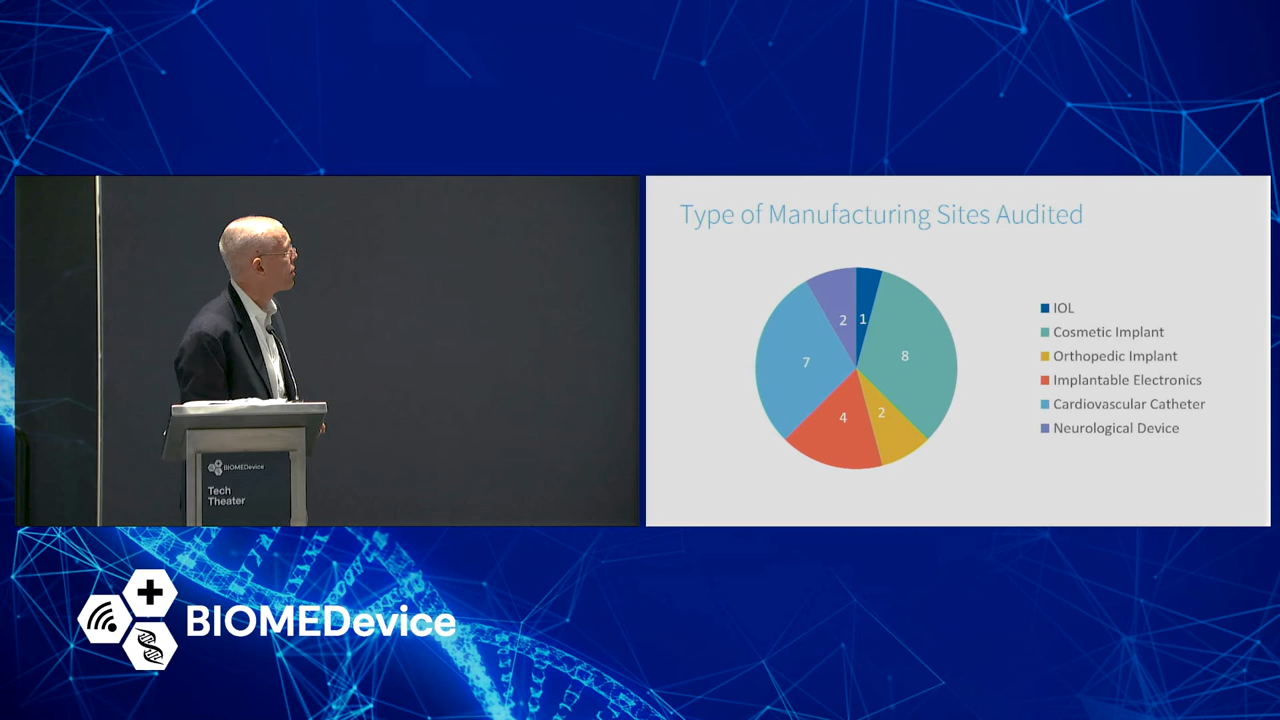 Type of Manufacturing Sites Audited
2
1
8
7
4
2
IOL
Cosmetic Implant
Orthopedic Implant
Implantable Electronics
Cardiovascular Catheter
Neurological Device
BIOMEDevice
Tech
Theater
BIOMEDevice